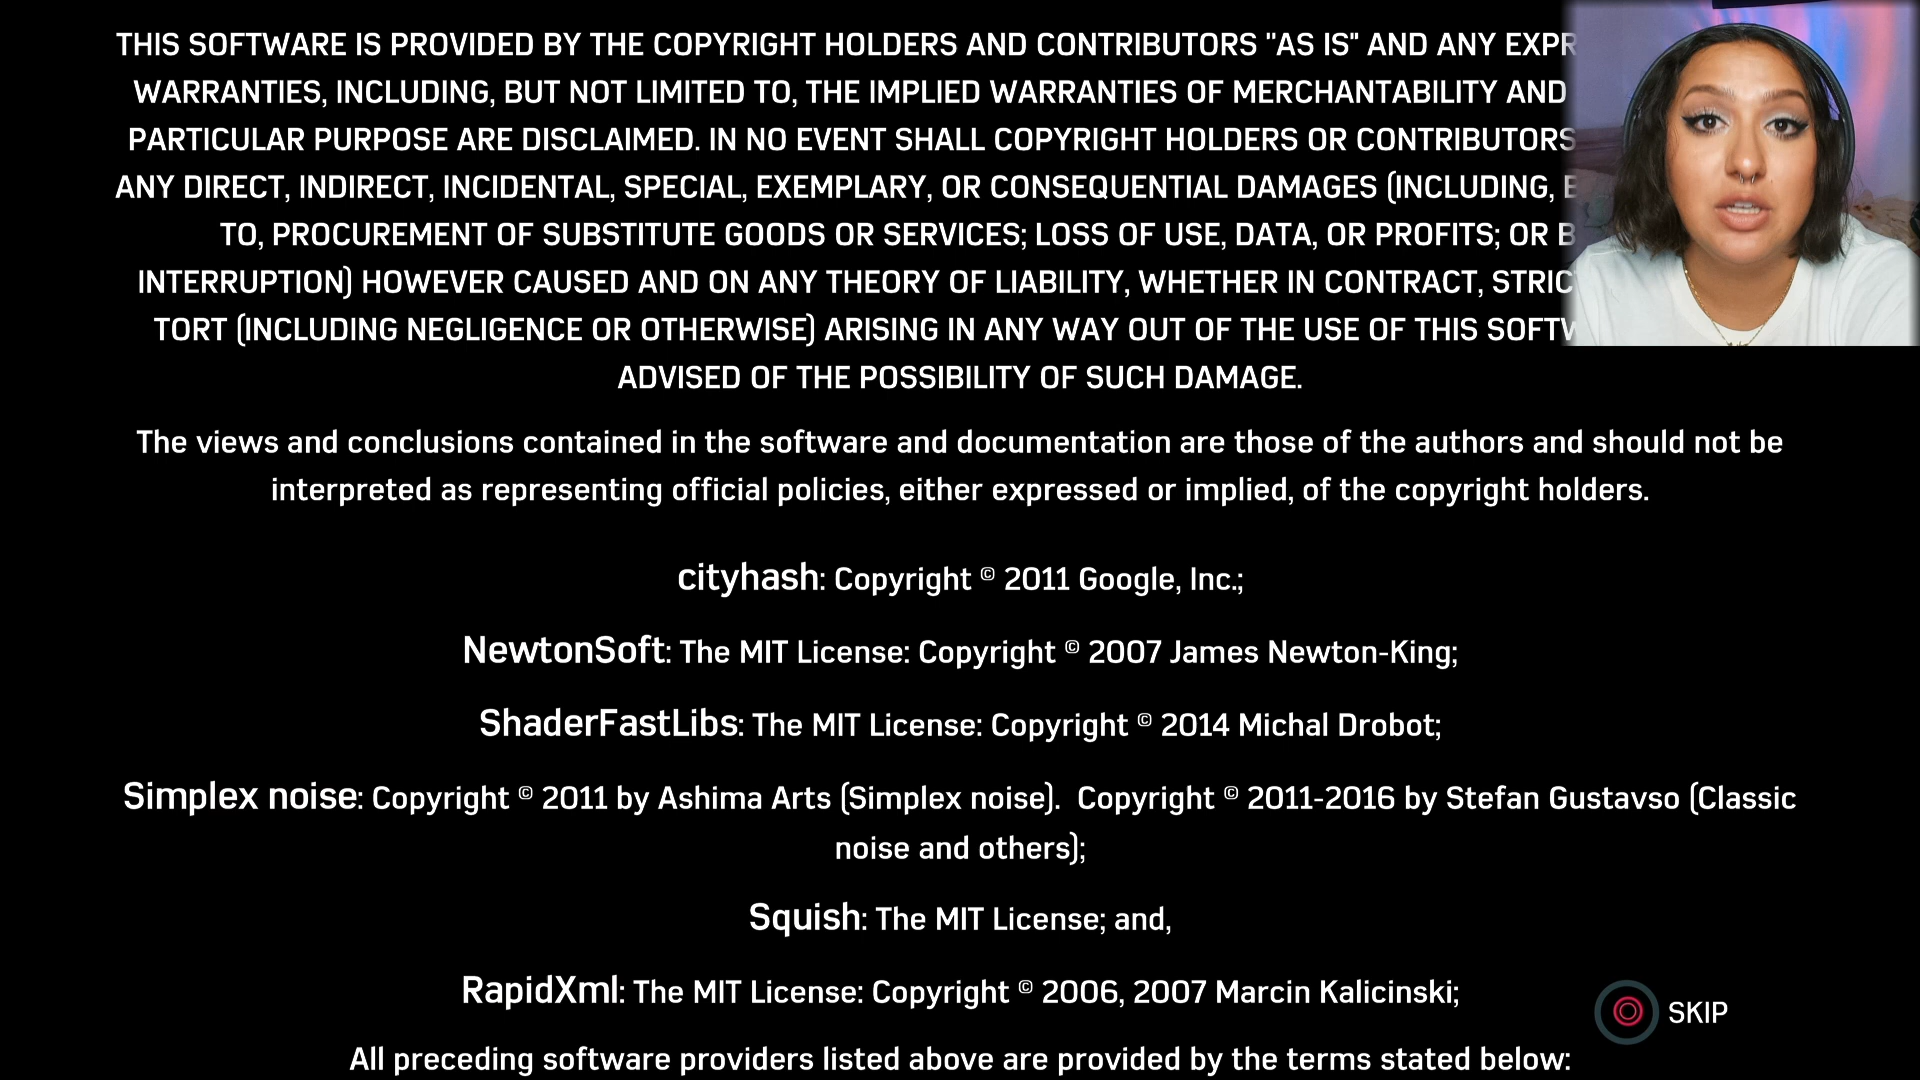 THIS SOFTWARE IS PROVIDED BY THE COPYRIGHT HOLDERS AND CONTRIBUTORS "AS IS" AND ANY
WARRANTIES, INCLUDING, BUT NOT LIMITED TO, THE IMPLIED WARRANTIES OF MERCHANTABILITY AND
PARTICULAR PURPOSE ARE DISCLAIMED. IN NO EVENT SHALL COPYRIGHT HOLDERS OR CONTRIBUTORS
ANY DIRECT, INDIRECT, INCIDENTAL, SPECIAL, EXEMPLARY, OR CONSEQUENTIAL DAMAGES (INCLUDING,
TO, PROCUREMENT OF SUBSTITUTE GOODS OR SERVICES; LOSS OF USE, DATA, OR PROFITS; OR
INTERRUPTION) HOWEVER CAUSED AND ON ANY THEORY OF LIABILITY, WHETHER IN CONTRACT,
TORT (INCLUDING NEGLIGENCE OR OTHERWISE) ARISING IN ANY WAY OUT OF THE USE OF THIS
ADVISED OF THE POSSIBILITY OF SUCH DAMAGE.
The views and conclusions contained in the software and documentation are those of the authors and should not be
interpreted as representing official policies, either expressed or implied, of the copyright holders.
cityhash: Copyright © 2011 Google, Inc.;
NewtonSoft: The MIT License: Copyright © 2007 James Newton-King;
ShaderFastLibs: The MIT License: Copyright © 2014 Michal Drobot;
Simplex noise: Copyright © 2011 by Ashima Arts (Simplex noise).  Copyright © 2011-2016 by Stefan Gustavso (Classic
noise and others);
Squish: The MIT License; and,
RapidXml: The MIT License: Copyright © 2006, 2007 Marcin Kalicinski;
SKIP
All preceding software providers listed above are provided by the terms stated below: